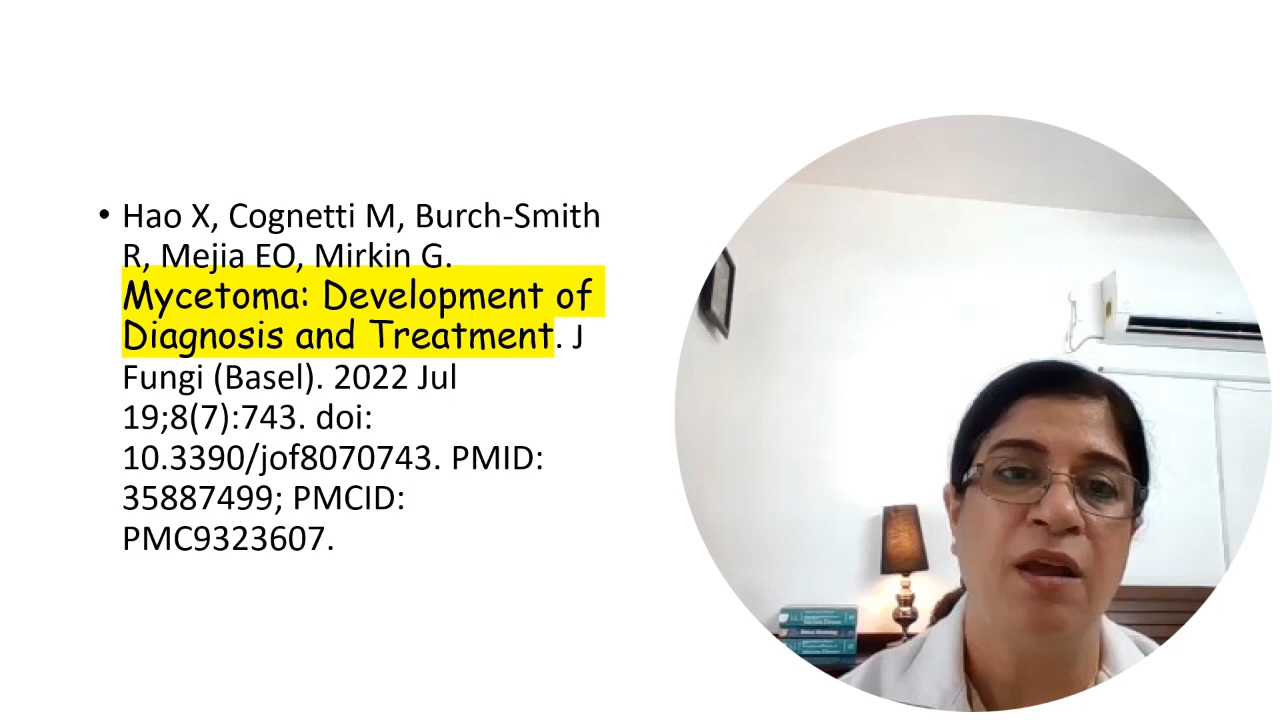 • Hao X, Cognetti M, Burch-Smith
R, Mejia EO, Mirkin G.
Mycetoma: Development of
Diagnosis and Treatment. J
Fungi (Basel). 2022 Jul
19;8(7):743. doi:
10.3390/jof8070743. PMID:
35887499; PMCID:
PMC9323607.